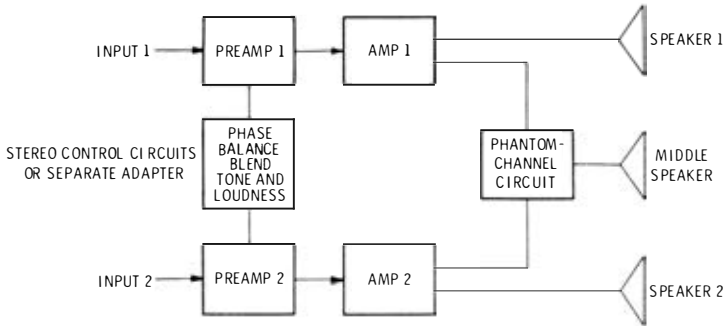 INPUT 1
PREAMP 1
AMP 1
SPEAKER 1
STEREO CONTROL CIRCUITS
OR SEPARATE ADAPTER
PHASE
BALANCE
BLEND
TONE AND
LOUDNESS
PHANTOM-
CHANNEL
CIRCUIT
MIDDLE
SPEAKER
INPUT 2
PREAMP 2
AMP 2
SPEAKER 2